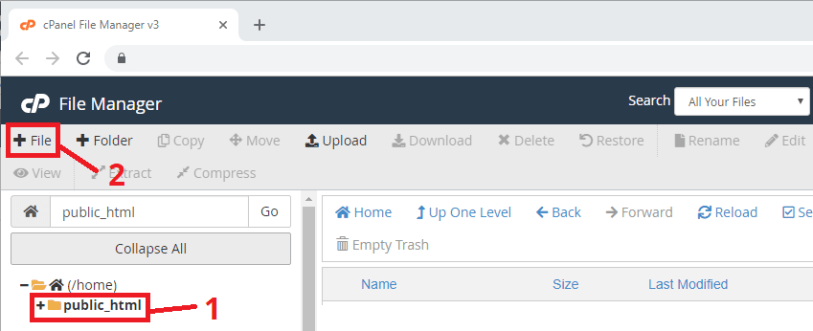 cPanel File Manager v3
cP File Manager Search All Your Files
+ File + Folder Copy Move Upload Download Delete Restore Rename Edit
2
View Extract Compress
public_html Go Home Up One Level Back Forward Reload Se
Collapse All Empty Trash
(/home) Name Size Last Modified
+ public_html 1